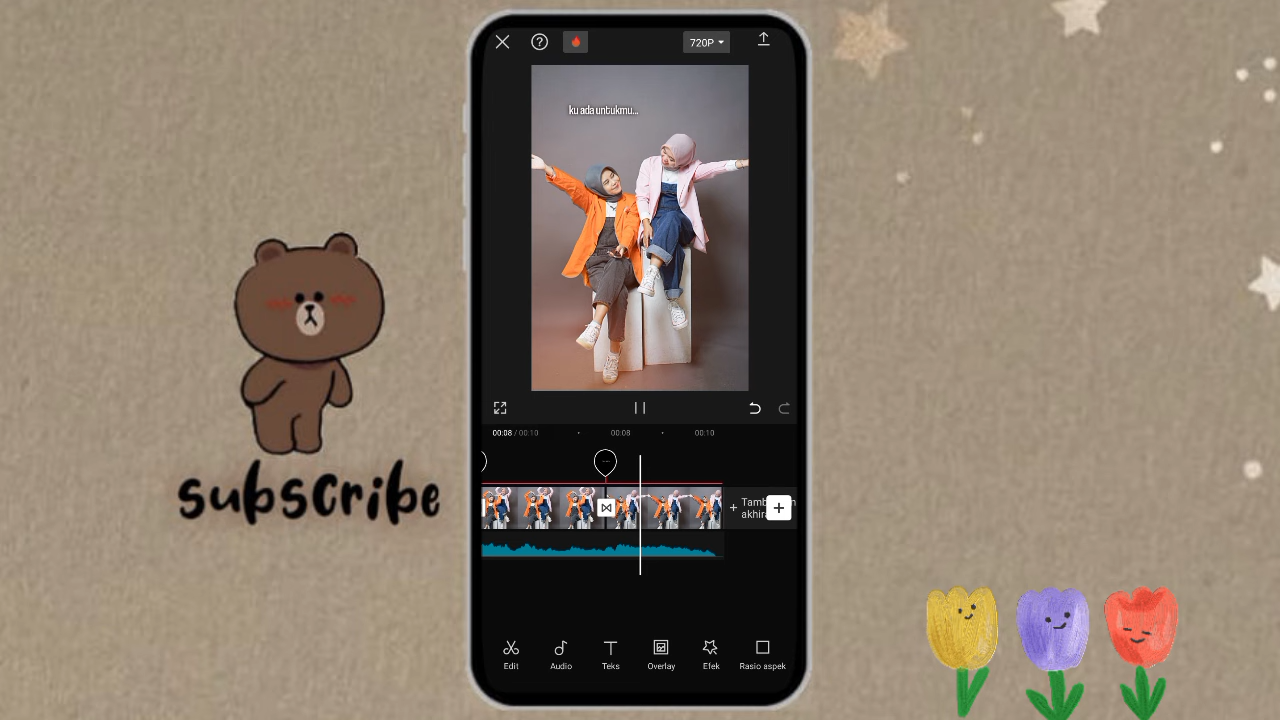 720P
ku ada untukmu...
00:08 / 00:10
00:08
00:10
subscribe
Edit
Audio
Teks
Overlay
Efek
Rasio aspek